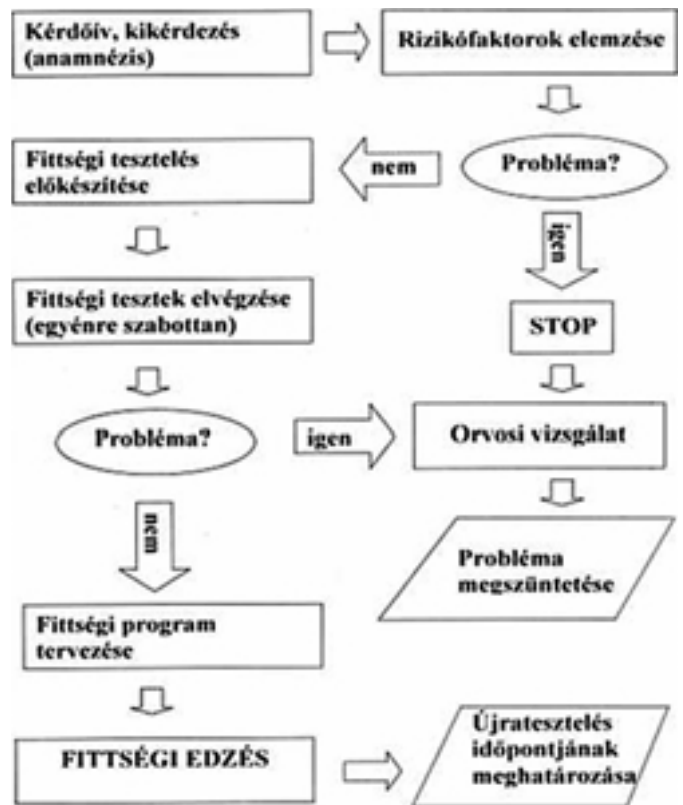 Kérdőív, kikérdezés
(anamnézis)
Rizikófaktorok elemzése
Probléma?
nem
igen
Fittségi tesztelés
előkészítése
Fittségi tesztek elvégzése
(egyénre szabottan)
STOP
Probléma?
igen
nem
Orvosi vizsgálat
Probléma
megszüntetése
Fittségi program
tervezése
FITTSÉGI EDZÉS
Újratesztelés
időpontjának
meghatározása